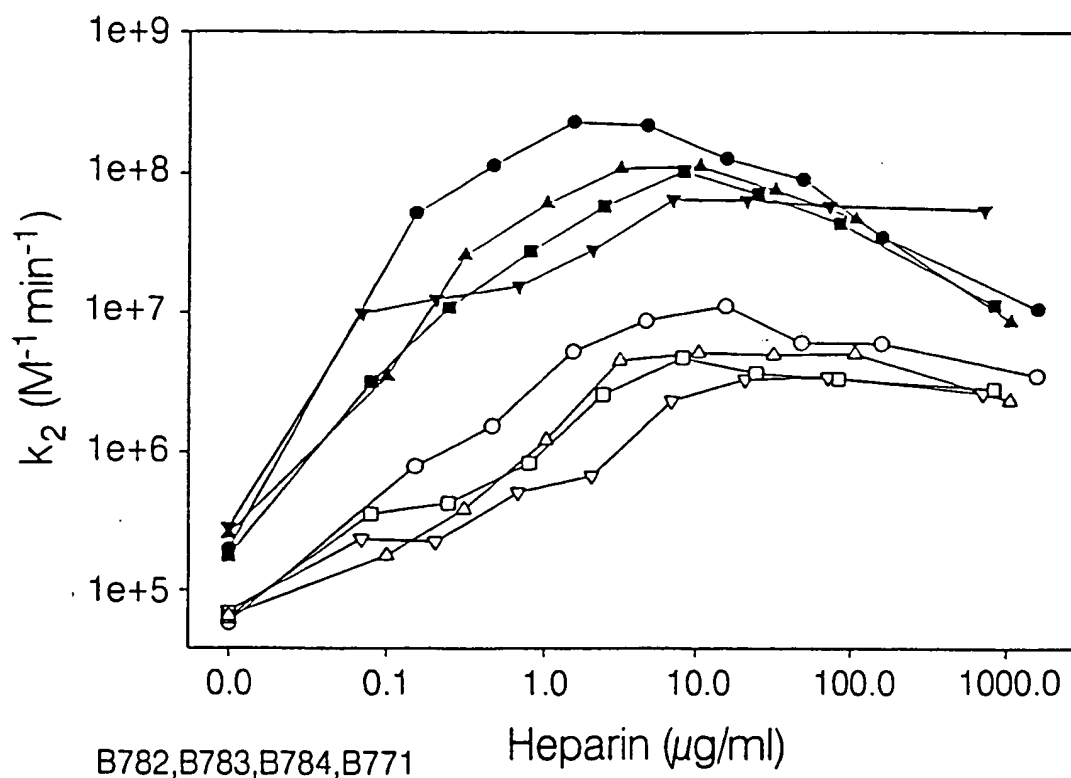 1e+9
1e+8
1e+7
1e+6
1e+5
k₂ (M⁻¹ min⁻¹)
0.0 0.1 1.0 10.0 100.0 1000.0
Heparin (µg/ml)
B782,B783,B784,B771